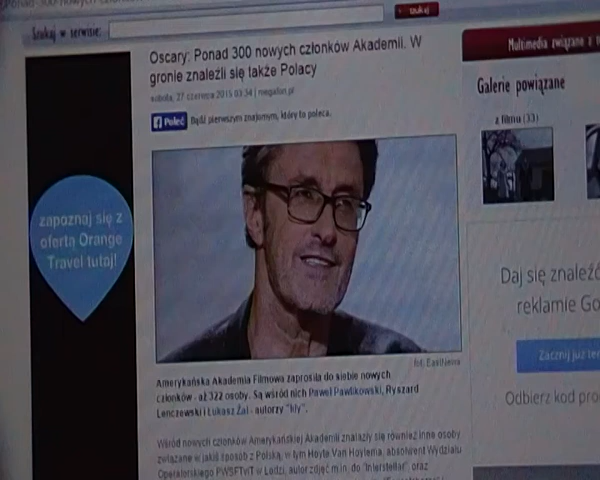 Szukaj w serwisie:
szukaj
Oscary: Ponad 300 nowych członków Akademii. W
gronie znaleźli się także Polacy
sobota, 27 czerwca 2015 03:34 | megafon.pl
Poleć Bądź pierwszym znajomym, który to poleca.
Multimedia związane z
Galerie powiązane
z filmu (33)
zapoznaj się z
ofertą Orange
Travel tutaj!
fot. EastNews
Amerykańska Akademia Filmowa zaprosiła do siebie nowych
członków - aż 322 osoby. Są wśród nich Paweł Pawlikowski, Ryszard
Lenczewski i Łukasz Żal - autorzy "Idy".
Wśród nowych członków Amerykańskiej Akademii znalazły się również inne osoby
związane w jakiś sposób z Polską, w tym Hoyte Van Hoytema, absolwent Wydziału
Operatorskiego PWSFTviT w Łodzi, autor zdjęć m.in. do "Interstellar", oraz
Daj się znaleźć
reklamie Go
Zacznij już ter
Odbierz kod pro